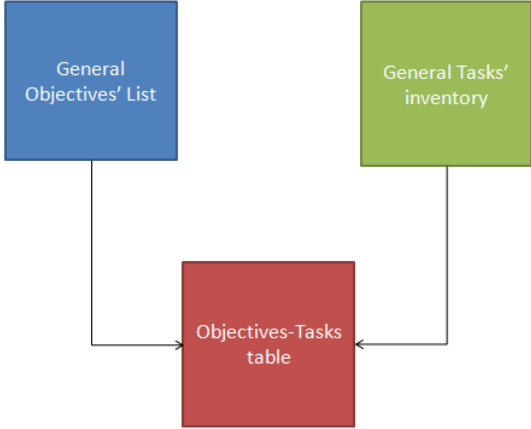 General
Objectives’ List
General Tasks’
inventory
Objectives-Tasks
table